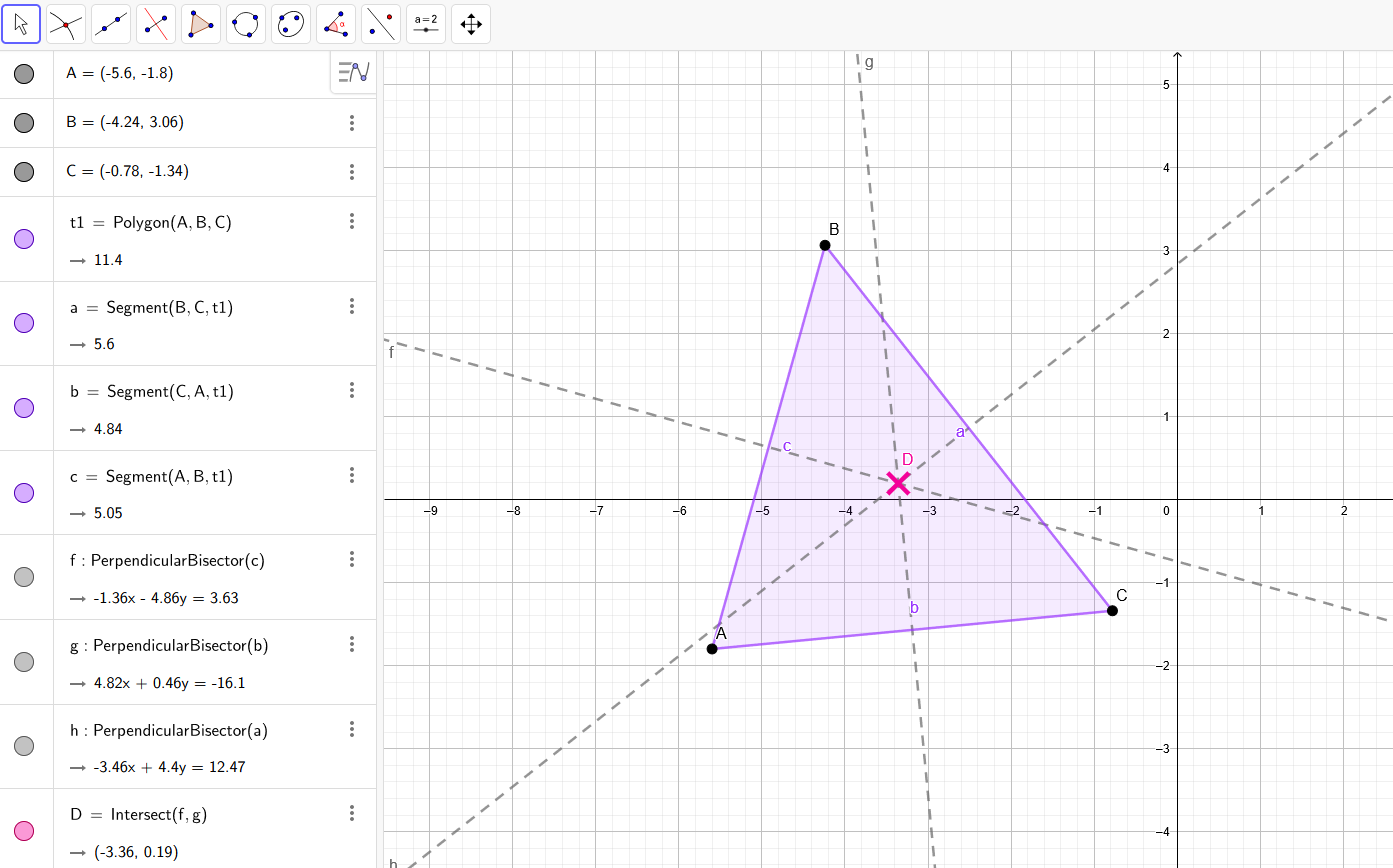 a=2
A = (-5.6, -1.8)
B = (-4.24, 3.06)
C = (-0.78, -1.34)
t1 = Polygon(A, B, C)
→ 11.4
a = Segment(B, C, t1)
→ 5.6
b = Segment(C, A, t1)
→ 4.84
c = Segment(A, B, t1)
→ 5.05
f : PerpendicularBisector(c)
→ -1.36x - 4.86y = 3.63
g : PerpendicularBisector(b)
→ 4.82x + 0.46y = -16.1
h : PerpendicularBisector(a)
→ -3.46x + 4.4y = 12.47
D = Intersect(f, g)
→ (-3.36, 0.19)
α
g
5
4
B
3
2
f
1
a
c
D
−9 −8 −7 −6 −5 −4 −3 −2 −1 0 1 2
−1
C
b
A
−2
−3
−4
h